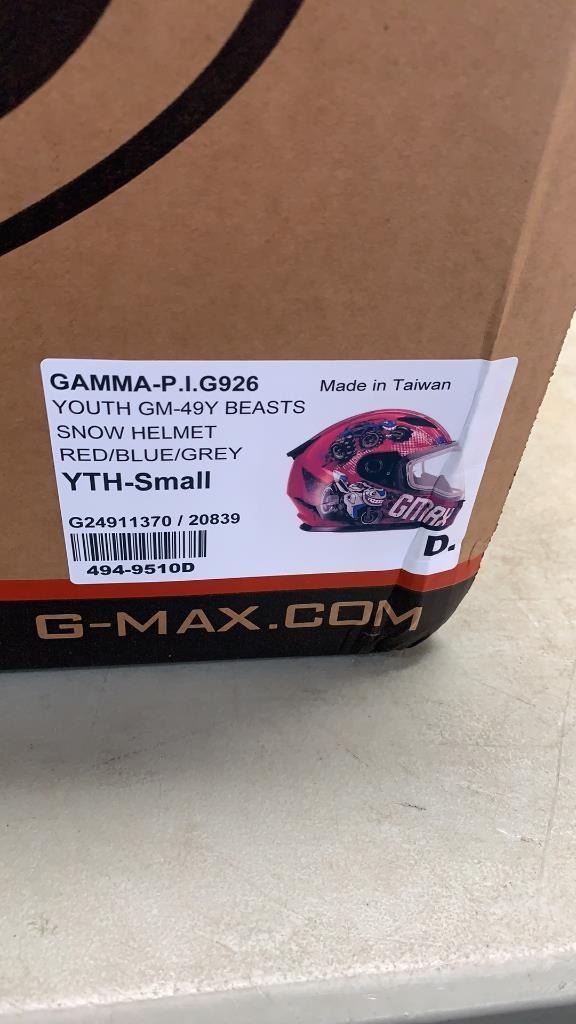 GAMMA-P.I.G926
Made in Taiwan
YOUTH GM-49Y BEASTS
SNOW HELMET
RED/BLUE/GREY
YTH-Small
GMAX
G24911370 / 20839
D.
494-9510D
G-MAX.COM